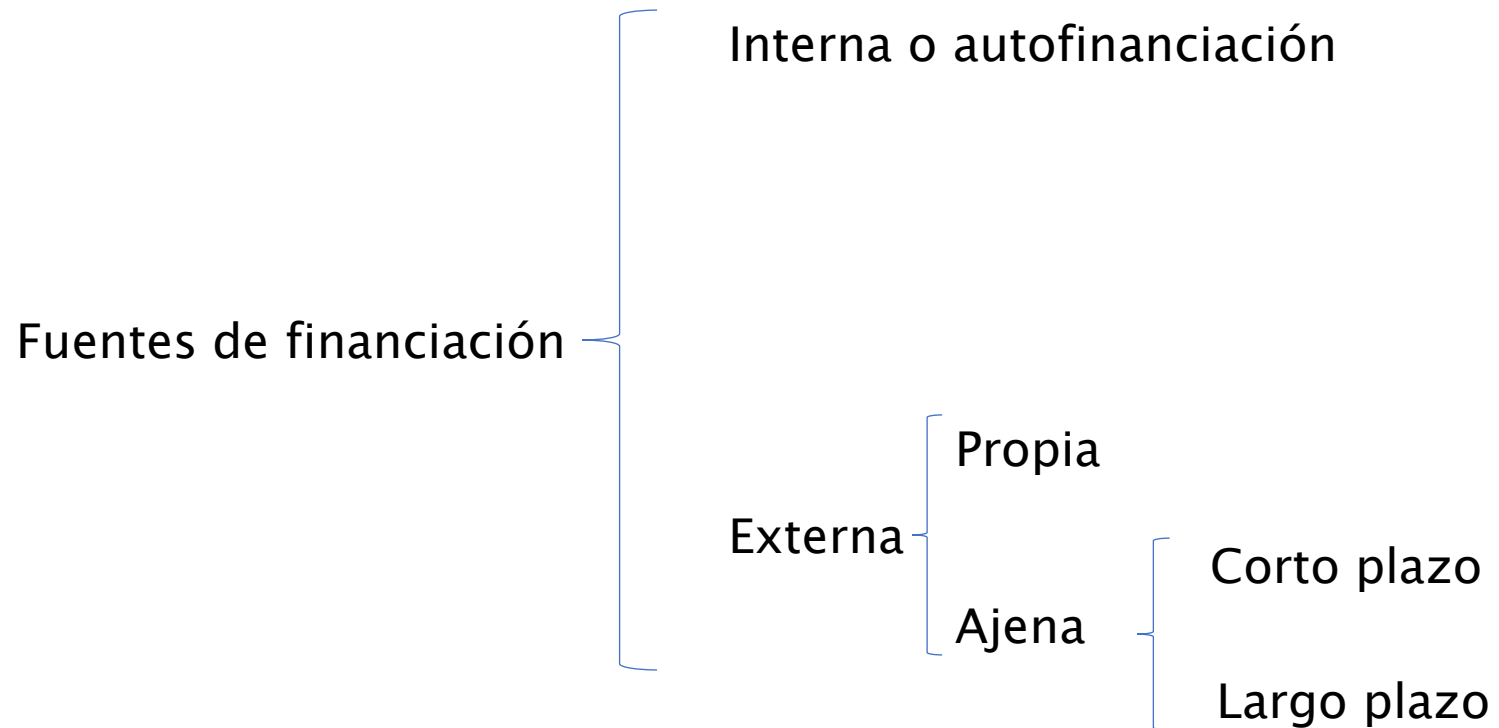 Interna o autofinanciación
Fuentes de financiación
Propia
Externa
Ajena
Corto plazo
Largo plazo